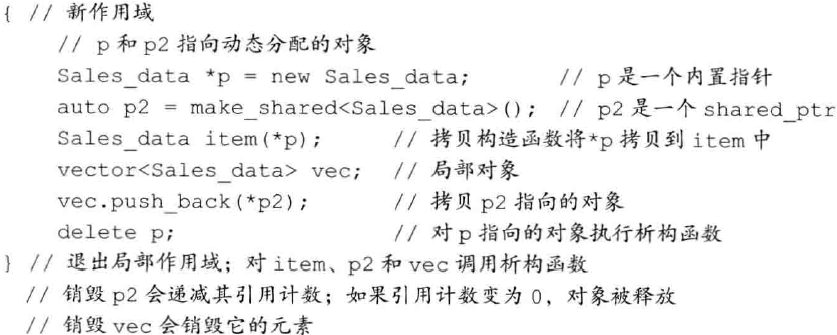 { // 新作用域
// p 和 p2 指向动态分配的对象
Sales_data *p = new Sales_data; // p 是一个内置指针
auto p2 = make_shared<Sales_data>(); // p2 是一个 shared_ptr
Sales_data item(*p); // 拷贝构造函数将*p 拷贝到 item 中
vector<Sales_data> vec; // 局部对象
vec.push_back(*p2); // 拷贝 p2 指向的对象
delete p; // 对 p 指向的对象执行析构函数
} // 退出局部作用域；对 item、p2 和 vec 调用析构函数
// 销毁 p2 会递减其引用计数；如果引用计数变为 0，对象被释放
// 销毁 vec 会销毁它的元素